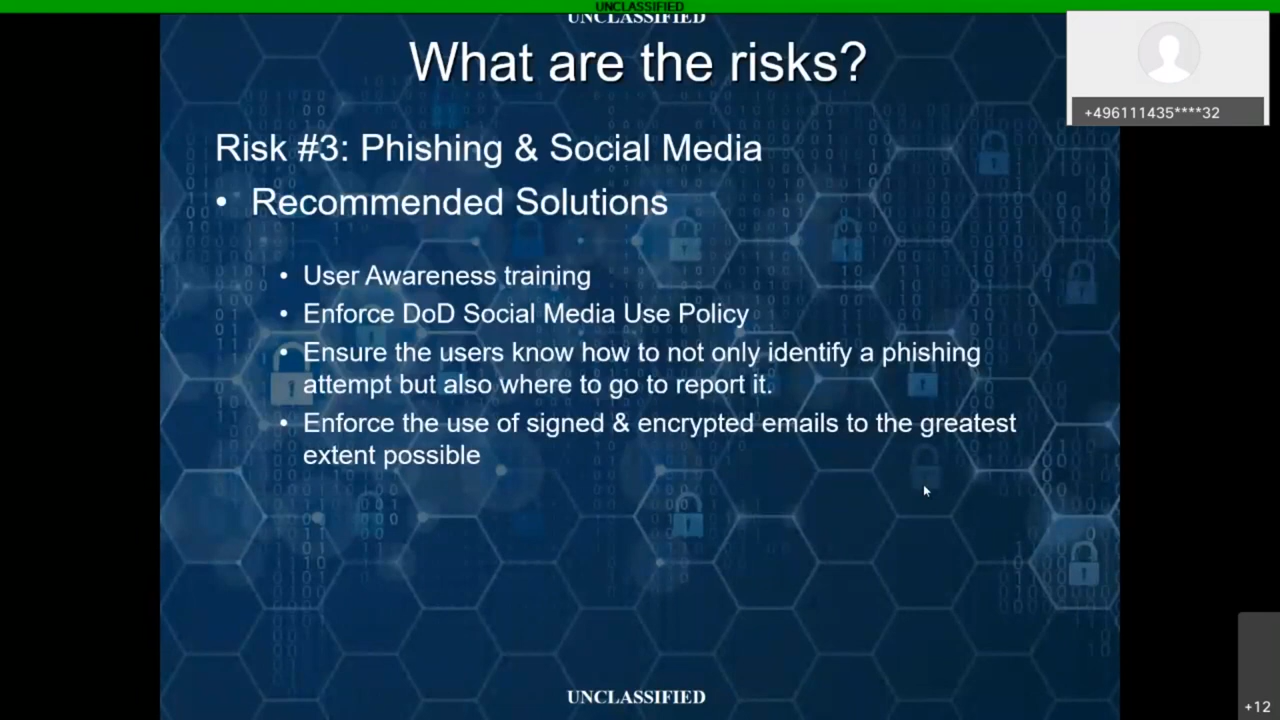 UNCLASSIFIED
UNCLASSIFIED
What are the risks?
+496111435****32
Risk #3: Phishing & Social Media
• Recommended Solutions
• User Awareness training
• Enforce DoD Social Media Use Policy
• Ensure the users know how to not only identify a phishing
attempt but also where to go to report it.
• Enforce the use of signed & encrypted emails to the greatest
extent possible
UNCLASSIFIED
+12